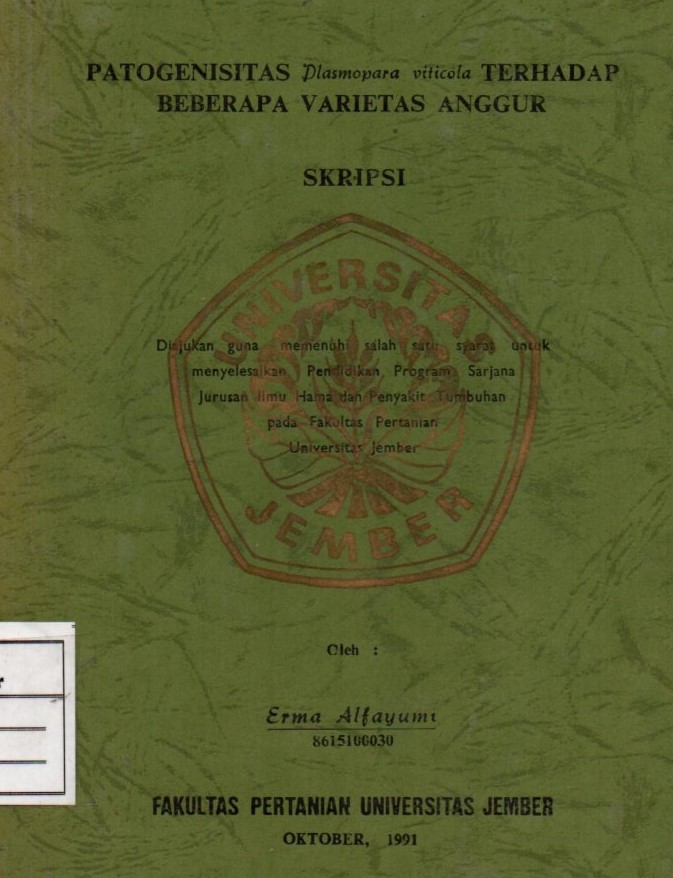 PATOGENISITAS Plasmopara viticola TERHADAP
BEBERAPA VARIETAS ANGGUR
SKRIPSI
UNIVERSITAS
JEMBER
Diajukan guna memenuhi salah satu syarat untuk
menyelesaikan Pendidikan Program Sarjana
Jurusan Ilmu Hama dan Penyakit Tumbuhan
pada Fakultas Pertanian
Universitas Jember
Oleh :
Erma Alfayumi
8615100030
FAKULTAS PERTANIAN UNIVERSITAS JEMBER
OKTOBER, 1991